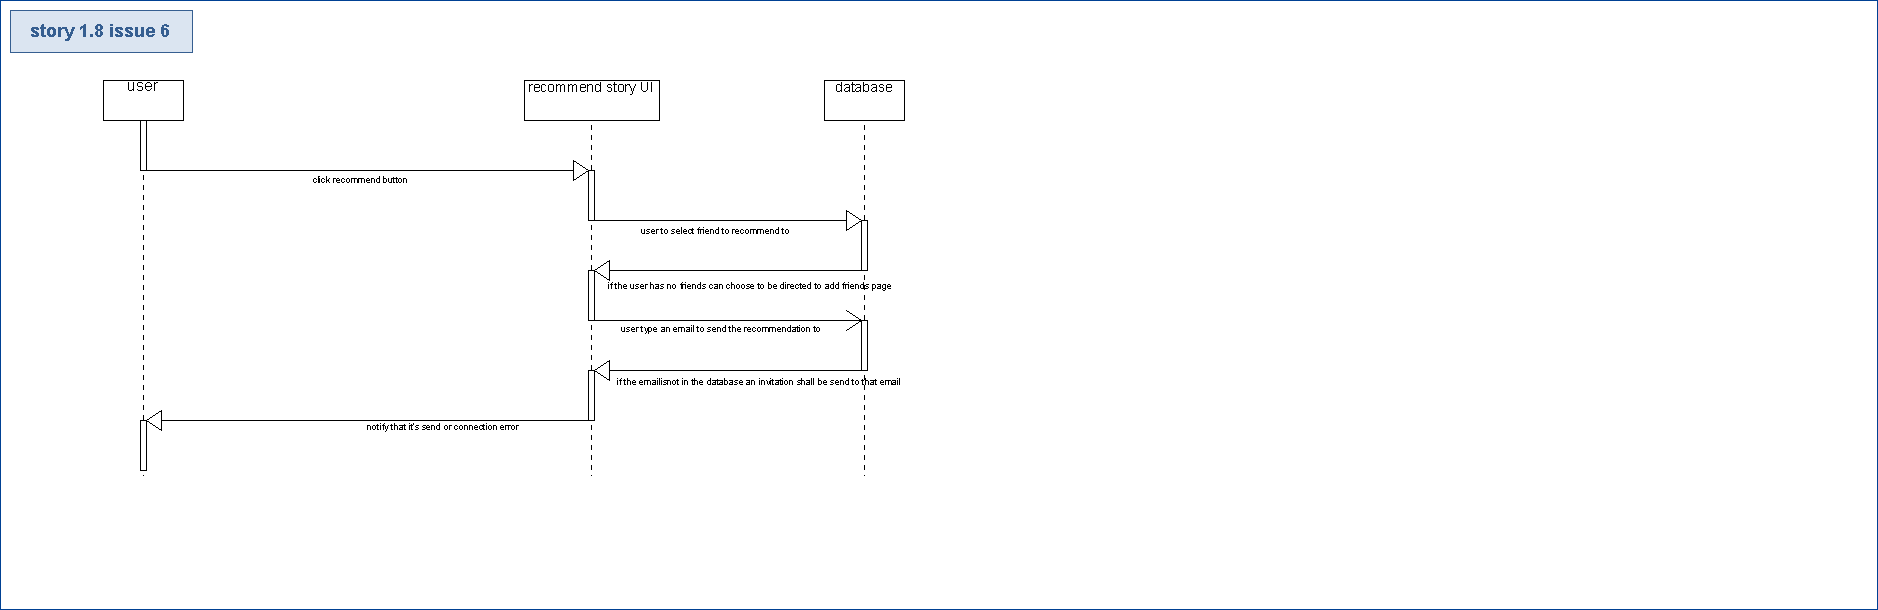 story 1.8 issue 6
user
recommend story UI
database
click recommend button
user to select friend to recommend to
if the user has no friends can choose to be directed to add friends page
user type an email to send the recommendation to
if the emailisnot in the database an invitation shall be send to that email
notify that it's send or connection error